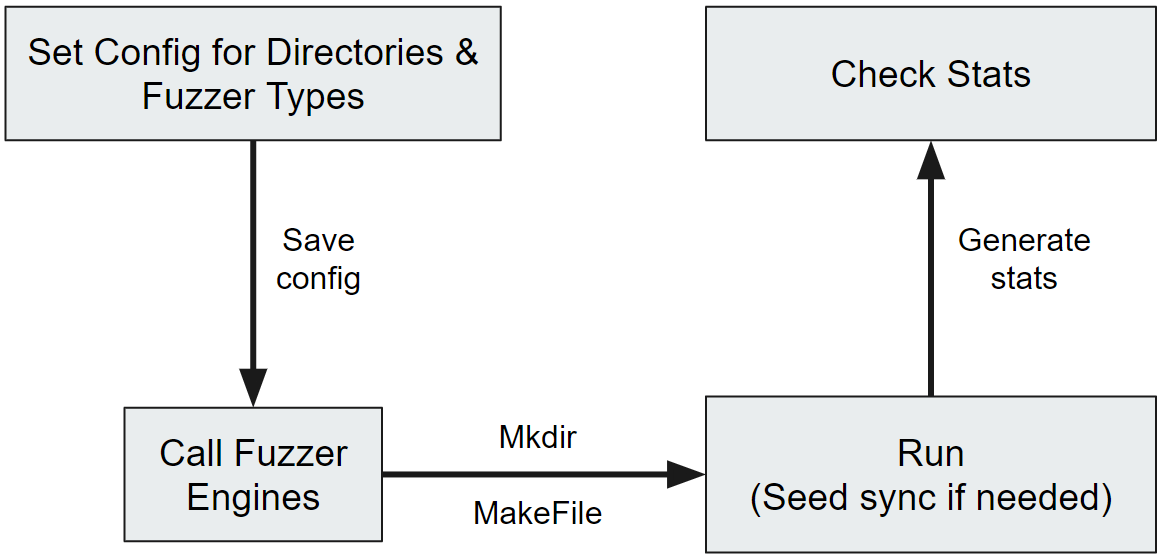 Set Config for Directories &
Fuzzer Types
Save
config
Call Fuzzer
Engines
Mkdir
MakeFile
Run
(Seed sync if needed)
Generate
stats
Check Stats